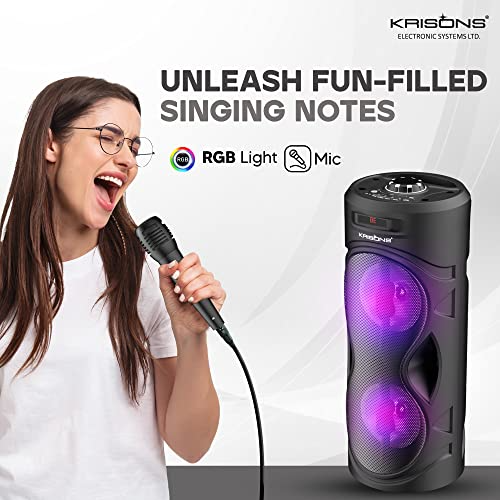 KRISONS®
ELECTRONIC SYSTEMS LTD.
UNLEASH FUN-FILLED
SINGING NOTES
RGB
RGB Light
Mic
KRISONS®